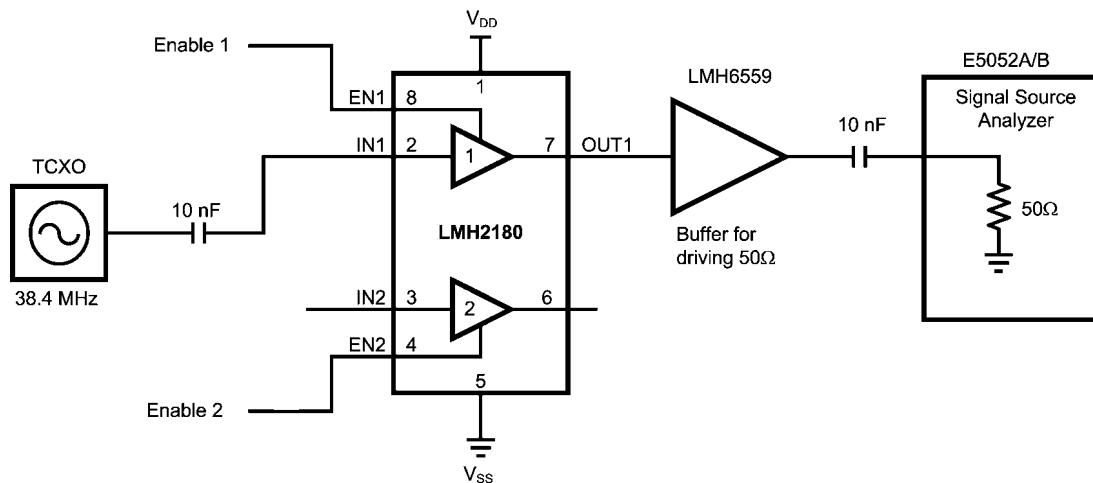 V_DD
Enable 1
LMH6559
E5052A/B
1
Signal Source
Analyzer
EN1
8
10 nF
IN1
2
1
7
OUT1
TCXO
10 nF
50Ω
LMH2180
Buffer for
driving 50Ω
38.4 MHz
IN2
3
2
6
EN2
4
5
Enable 2
V_SS